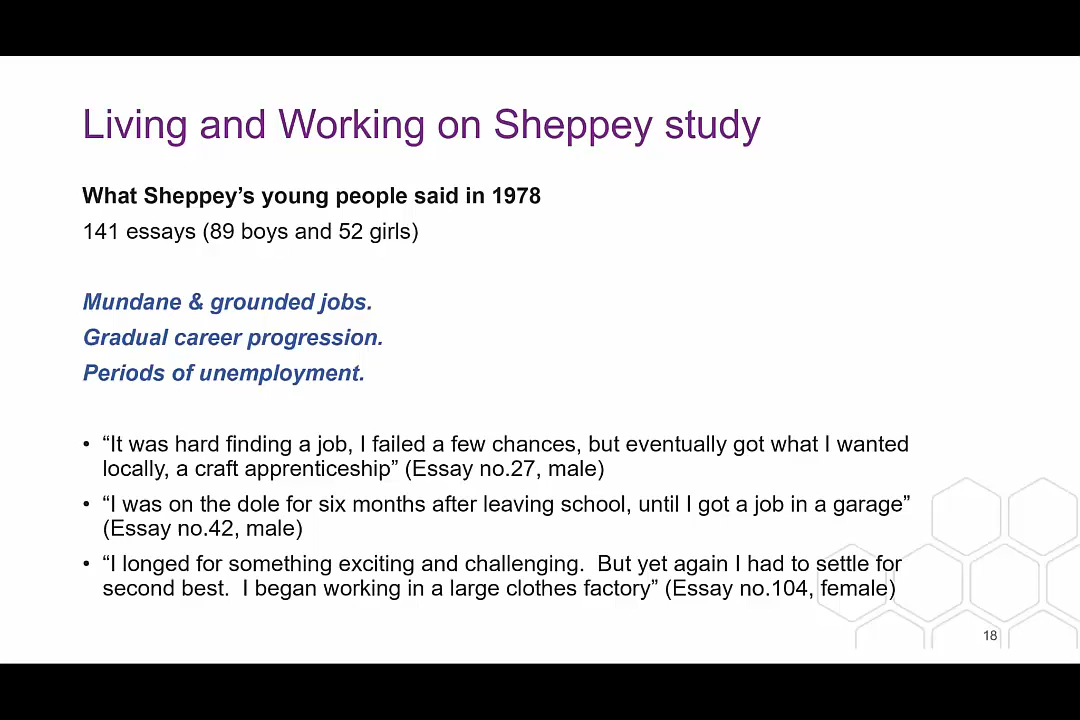 Living and Working on Sheppey study
What Sheppey’s young people said in 1978
141 essays (89 boys and 52 girls)
Mundane & grounded jobs.
Gradual career progression.
Periods of unemployment.
• “It was hard finding a job, I failed a few chances, but eventually got what I wanted
locally, a craft apprenticeship” (Essay no.27, male)
• “I was on the dole for six months after leaving school, until I got a job in a garage”
(Essay no.42, male)
• “I longed for something exciting and challenging.  But yet again I had to settle for
second best.  I began working in a large clothes factory” (Essay no.104, female)
18